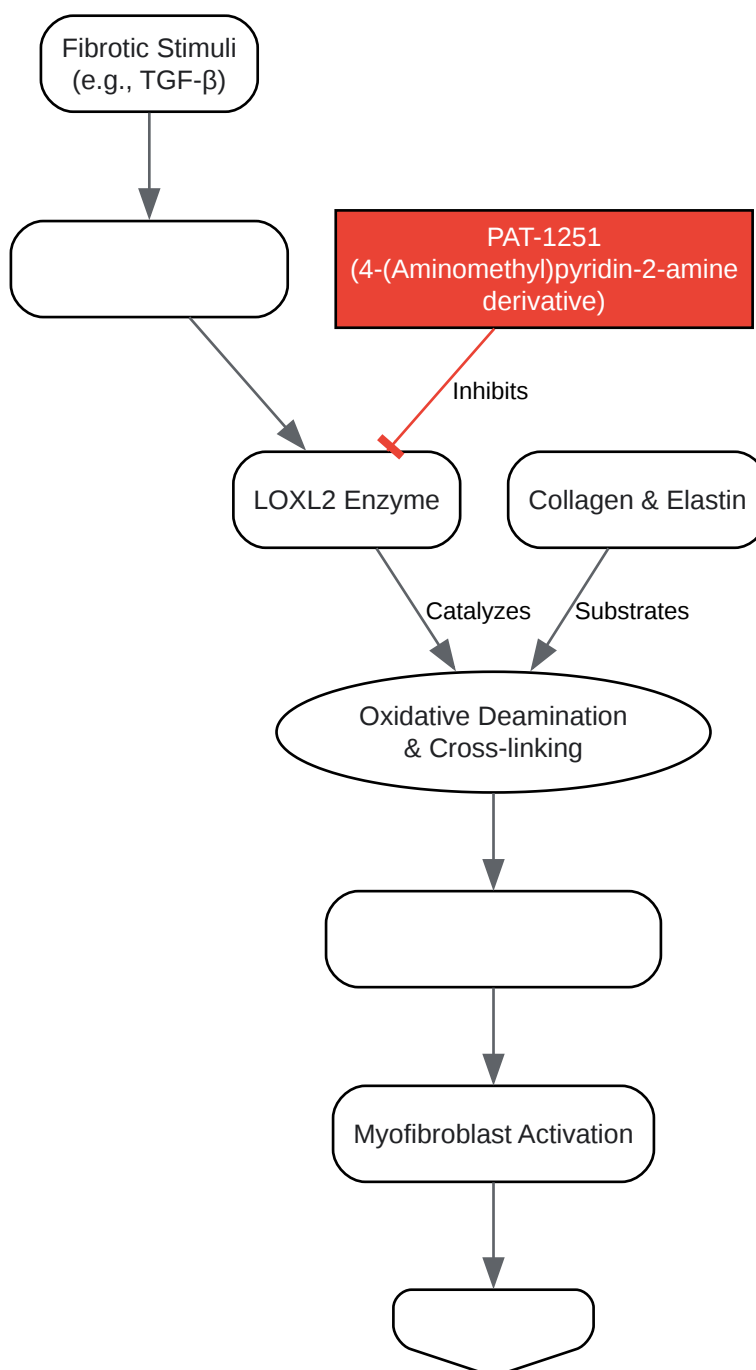 Fibrotic Stimuli
(e.g., TGF-β)
PAT-1251
(4-(Aminomethyl)pyridin-2-amine
derivative)
Inhibits
LOXL2 Enzyme
Collagen & Elastin
Catalyzes
Substrates
Oxidative Deamination
& Cross-linking
Myofibroblast Activation